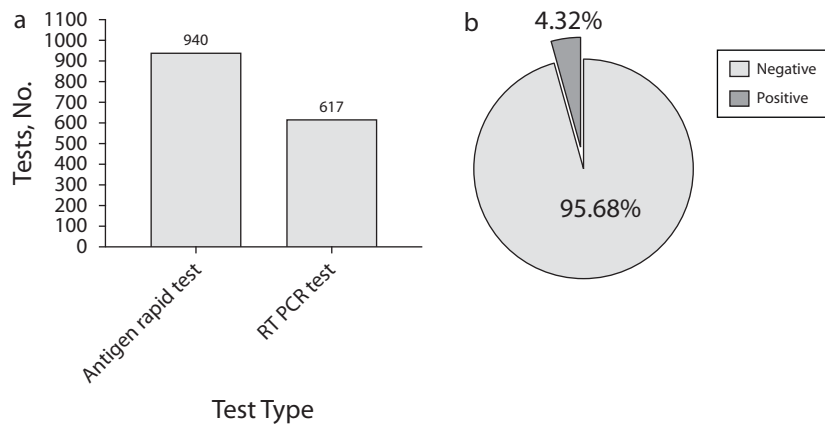 a
1100
1000
900
800
700
600
500
400
300
200
100
0
Tests, No.
940
617
Antigen rapid test
RT PCR test
Test Type
b
4.32%
95.68%
Negative
Positive